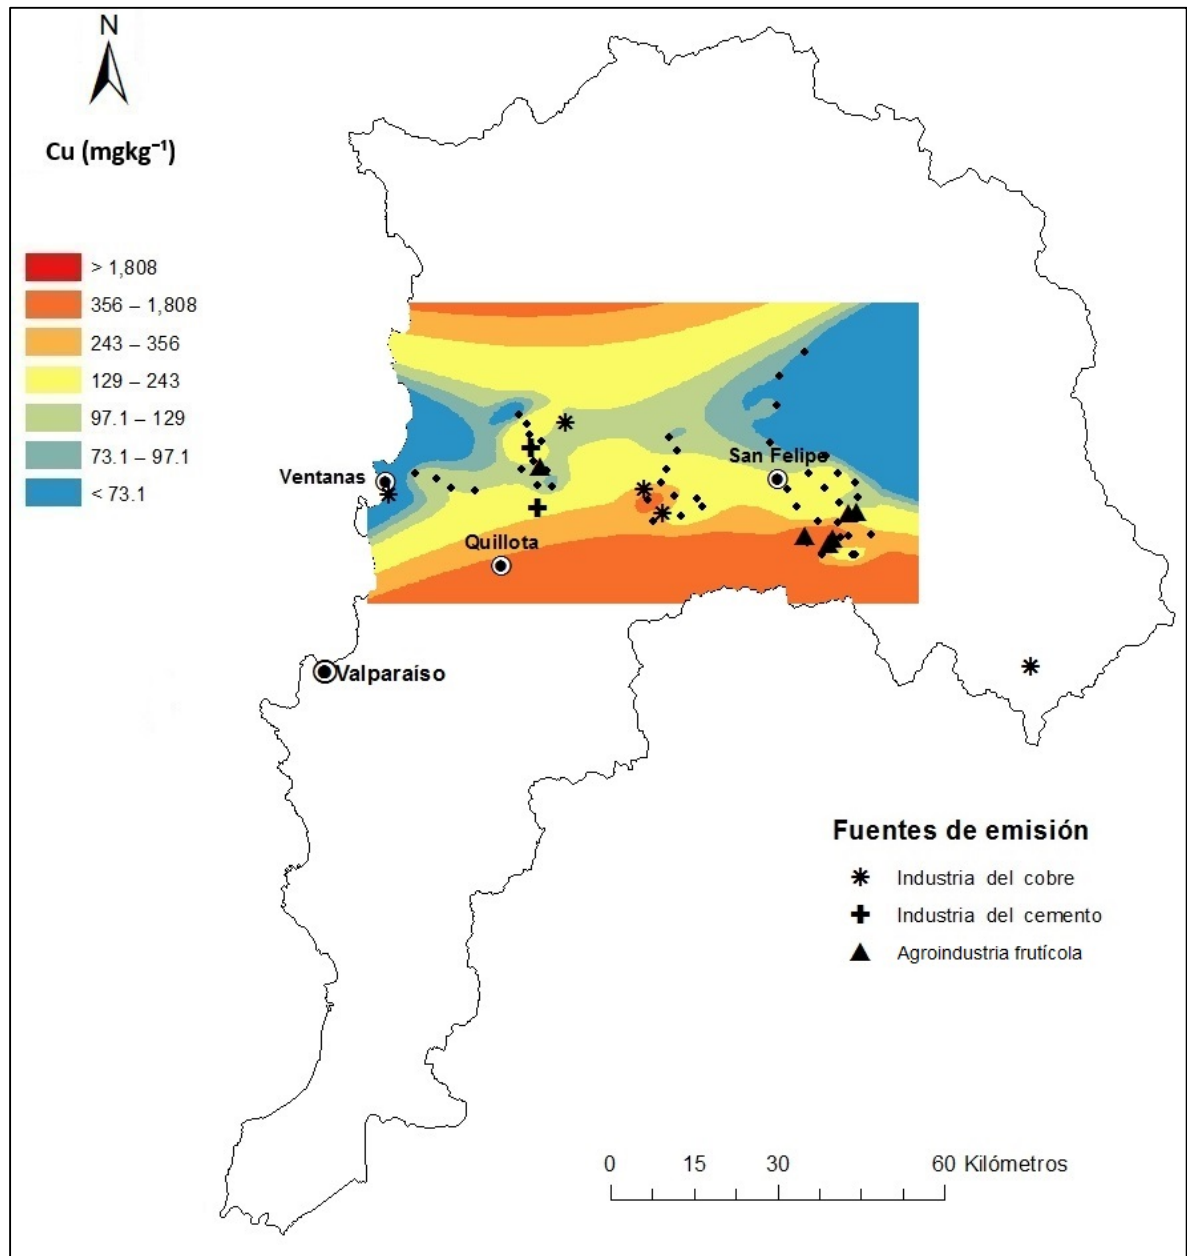 N
Cu (mgkg⁻¹)
> 1,808
356 – 1,808
243 – 356
129 – 243
97.1 – 129
73.1 – 97.1
< 73.1
San Felipe
Ventanas
Quillota
Valparaíso
Fuentes de emisión
Industria del cobre
Industria del cemento
Agroindustria frutícola
0 15 30 60 Kilómetros